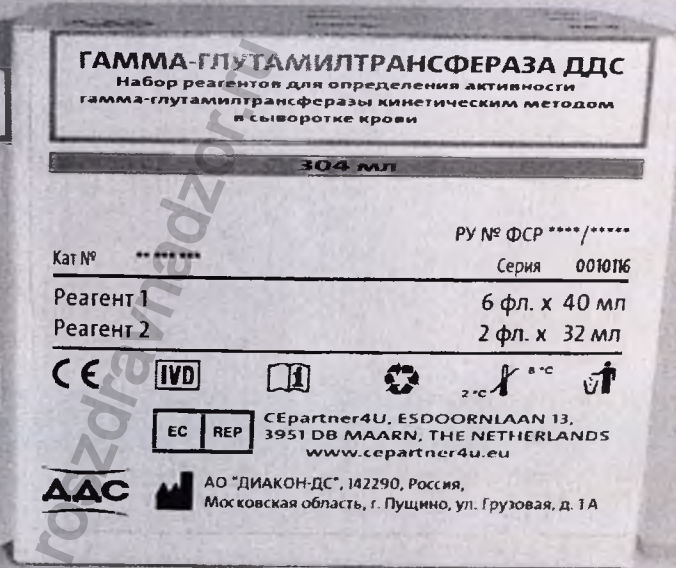 ГАММА-ГЛУТАМИЛТРАНСФЕРАЗА ДДС
Набор реагентов для определения активности
гамма-глутамилтрансферазы кинетическим методом
в сыворотке крови
304 мл
РУ № ФСР ****/*****
Кат № ** *** ***
Серия 0010116
Реагент 1 6 фл. х 40 мл
Реагент 2 2 фл. х 32 мл
CE IVD i 2 °C 8 °C
EC REP
CEpartner4U, ESDOORNLAAN 13,
3951 DB MAARN, THE NETHERLANDS
www.cepartner4u.eu
ДДС
АО "ДИАКОН-ДС", 142290, Россия,
Московская область, г. Пущино, ул. Грузовая, д. 1А
roszdravnadzor.ru